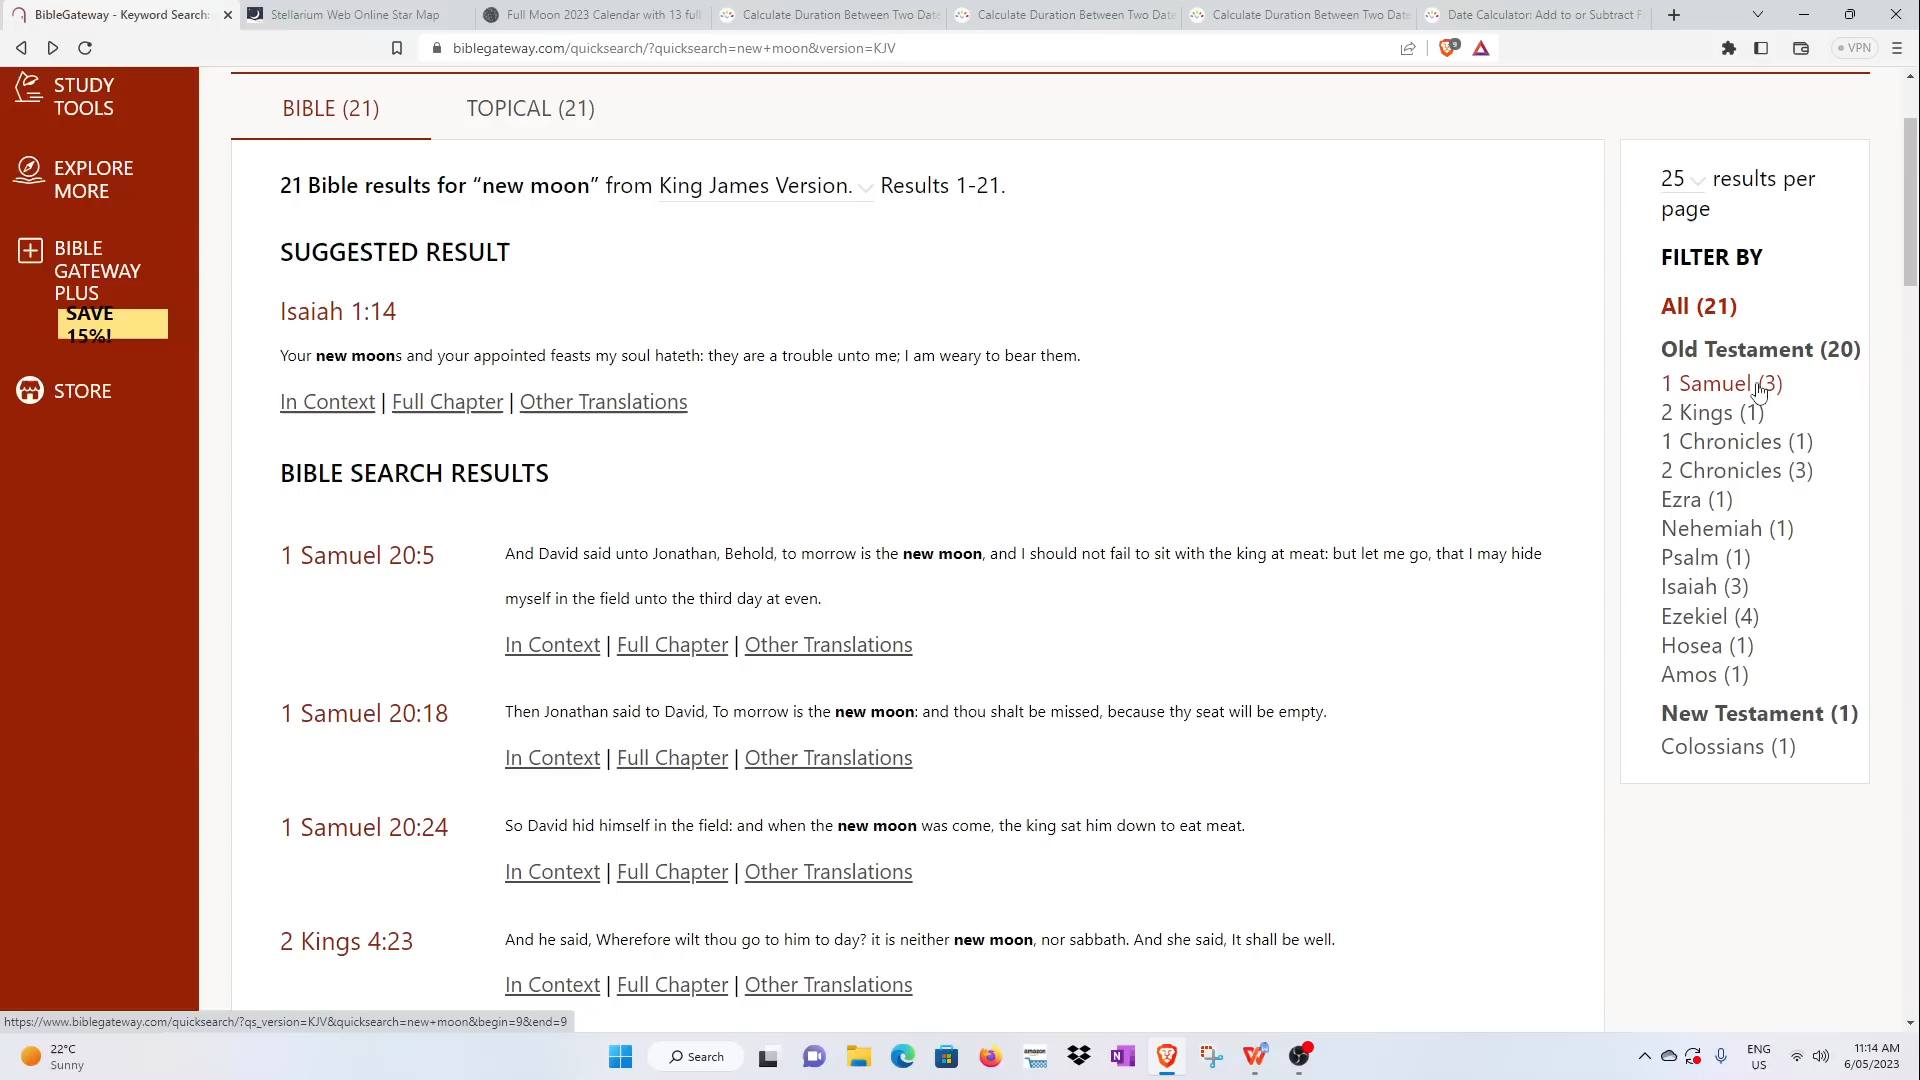 BibleGateway - Keyword Search:
Stellarium Web Online Star Map
Full Moon 2023 Calendar with 13 full
Calculate Duration Between Two Date
Calculate Duration Between Two Date
Calculate Duration Between Two Date
Date Calculator: Add to or Subtract F
biblegateway.com/quicksearch/?quicksearch=new+moon&version=KJV
9
VPN
STUDY
TOOLS
EXPLORE
MORE
BIBLE
GATEWAY
PLUS
SAVE
15%!
STORE
BIBLE (21)
TOPICAL (21)
21 Bible results for “new moon” from King James Version. Results 1-21.
SUGGESTED RESULT
Isaiah 1:14
Your new moons and your appointed feasts my soul hateth: they are a trouble unto me; I am weary to bear them.
In Context | Full Chapter | Other Translations
BIBLE SEARCH RESULTS
1 Samuel 20:5
And David said unto Jonathan, Behold, to morrow is the new moon, and I should not fail to sit with the king at meat: but let me go, that I may hide
myself in the field unto the third day at even.
In Context | Full Chapter | Other Translations
1 Samuel 20:18
Then Jonathan said to David, To morrow is the new moon: and thou shalt be missed, because thy seat will be empty.
In Context | Full Chapter | Other Translations
1 Samuel 20:24
So David hid himself in the field: and when the new moon was come, the king sat him down to eat meat.
In Context | Full Chapter | Other Translations
2 Kings 4:23
And he said, Wherefore wilt thou go to him to day? it is neither new moon, nor sabbath. And she said, It shall be well.
In Context | Full Chapter | Other Translations
25 results per
page
FILTER BY
All (21)
Old Testament (20)
1 Samuel (3)
2 Kings (1)
1 Chronicles (1)
2 Chronicles (3)
Ezra (1)
Nehemiah (1)
Psalm (1)
Isaiah (3)
Ezekiel (4)
Hosea (1)
Amos (1)
New Testament (1)
Colossians (1)
https://www.biblegateway.com/quicksearch/?qs_version=KJV&quicksearch=new+moon&begin=9&end=9
22°C
Sunny
Search
amazon
ENG
US
11:14 AM
6/05/2023